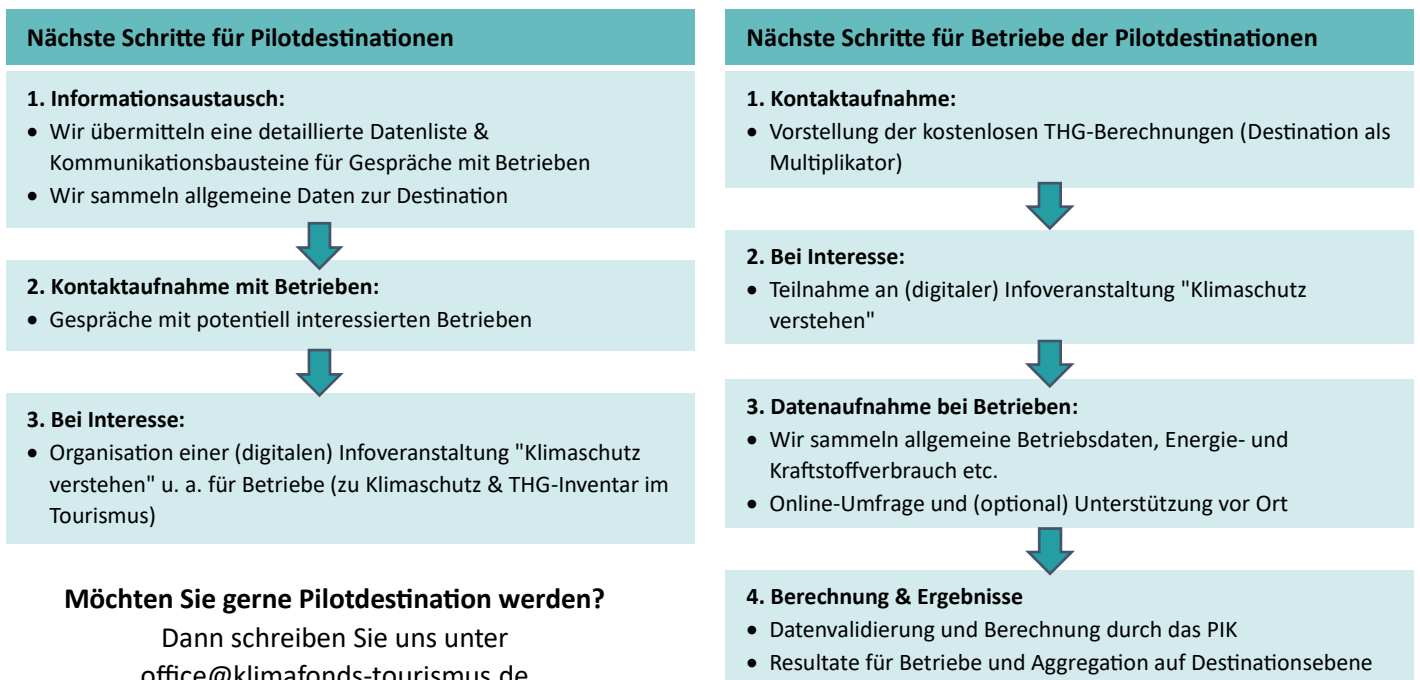 Nächste Schritte für Pilotdestinationen
1. Informationsaustausch:
• Wir übermitteln eine detaillierte Datenliste &
Kommunikationsbausteine für Gespräche mit Betrieben
• Wir sammeln allgemeine Daten zur Destination
2. Kontaktaufnahme mit Betrieben:
• Gespräche mit potentiell interessierten Betrieben
3. Bei Interesse:
• Organisation einer (digitalen) Infoveranstaltung "Klimaschutz
verstehen" u. a. für Betriebe (zu Klimaschutz & THG-Inventar im
Tourismus)
Möchten Sie gerne Pilotdestination werden?
Dann schreiben Sie uns unter
office@klimafonds-tourismus.de
Nächste Schritte für Betriebe der Pilotdestinationen
1. Kontaktaufnahme:
• Vorstellung der kostenlosen THG-Berechnungen (Destination als
Multiplikator)
2. Bei Interesse:
• Teilnahme an (digitaler) Infoveranstaltung "Klimaschutz
verstehen"
3. Datenaufnahme bei Betrieben:
• Wir sammeln allgemeine Betriebsdaten, Energie- und
Kraftstoffverbrauch etc.
• Online-Umfrage und (optional) Unterstützung vor Ort
4. Berechnung & Ergebnisse
• Datenvalidierung und Berechnung durch das PIK
• Resultate für Betriebe und Aggregation auf Destinationsebene